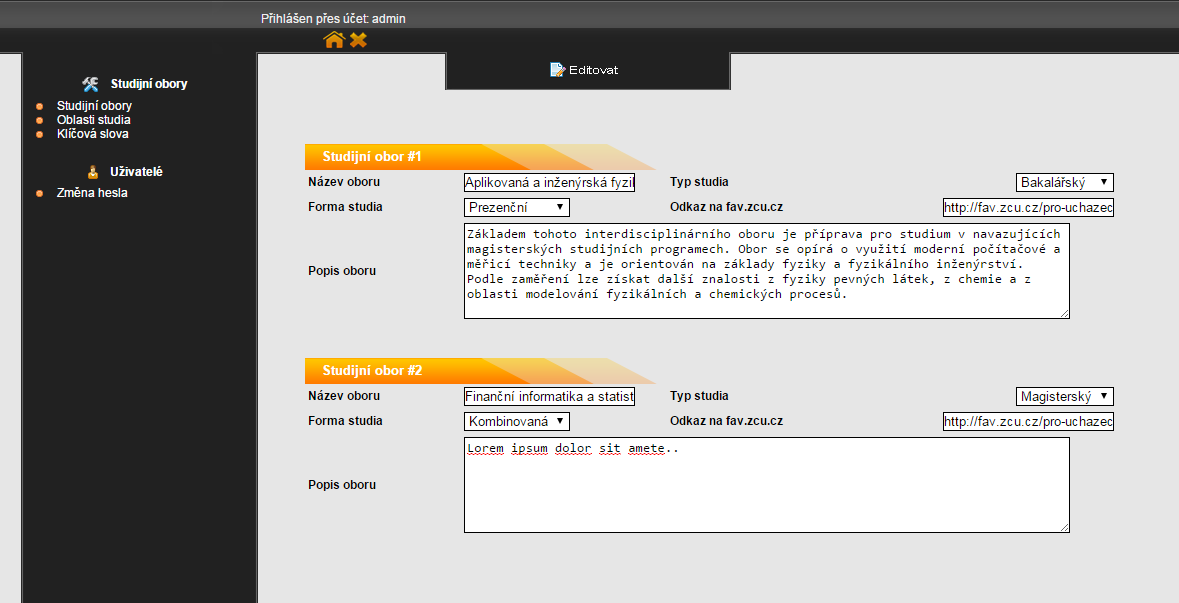 Přihlášen přes účet: admin
Editovat
Studijní obory
Studijní obory
Oblasti studia
Klíčová slova
Uživatelé
Změna hesla
Studijní obor #1
Název oboru Aplikovaná a inženýrská fyzik Typ studia Bakalářský
Forma studia Prezenční Odkaz na fav.zcu.cz http://fav.zcu.cz/pro-uchazec
Popis oboru
Základem tohoto interdisciplinárního oboru je příprava pro studium v navazujících
magisterských studijních programech. Obor se opírá o využití moderní počítačové a
měřicí techniky a je orientován na základy fyziky a fyzikálního inženýrství.
Podle zaměření lze získat další znalosti z fyziky pevných látek, z chemie a z
oblasti modelování fyzikálních a chemických procesů.
Studijní obor #2
Název oboru Finanční informatika a statist Typ studia Magisterský
Forma studia Kombinovaná Odkaz na fav.zcu.cz http://fav.zcu.cz/pro-uchazec
Popis oboru
Lorem ipsum dolor sit amete..